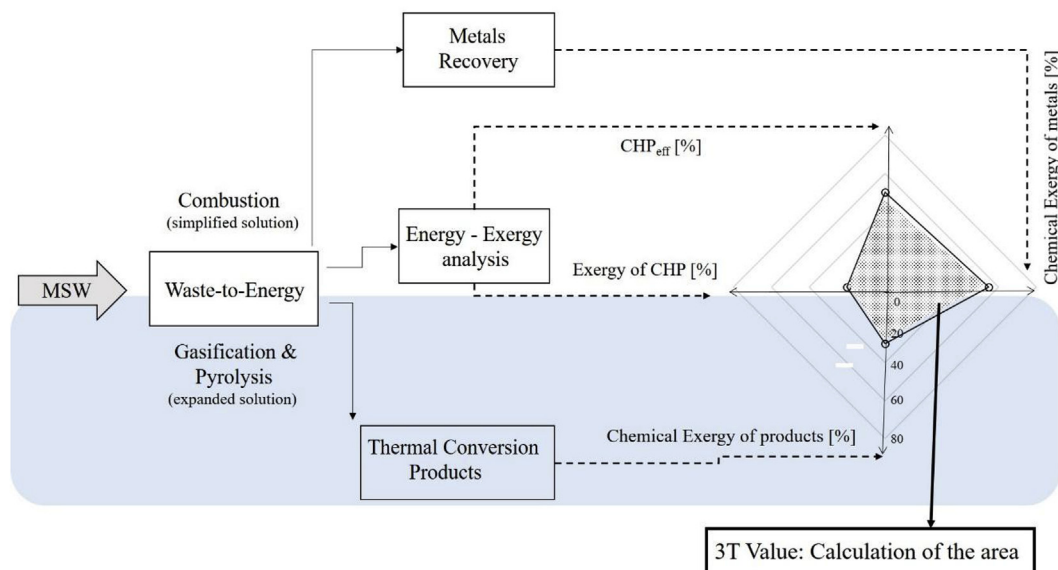 Metals
Recovery
Chemical Exergy of metals [%]
CHPeff [%]
Combustion
(simplified solution)
Energy - Exergy
analysis
Exergy of CHP [%]
MSW
Waste-to-Energy
0
20
40
60
80
Gasification &
Pyrolysis
(expanded solution)
Chemical Exergy of products [%]
Thermal Conversion
Products
3T Value: Calculation of the area